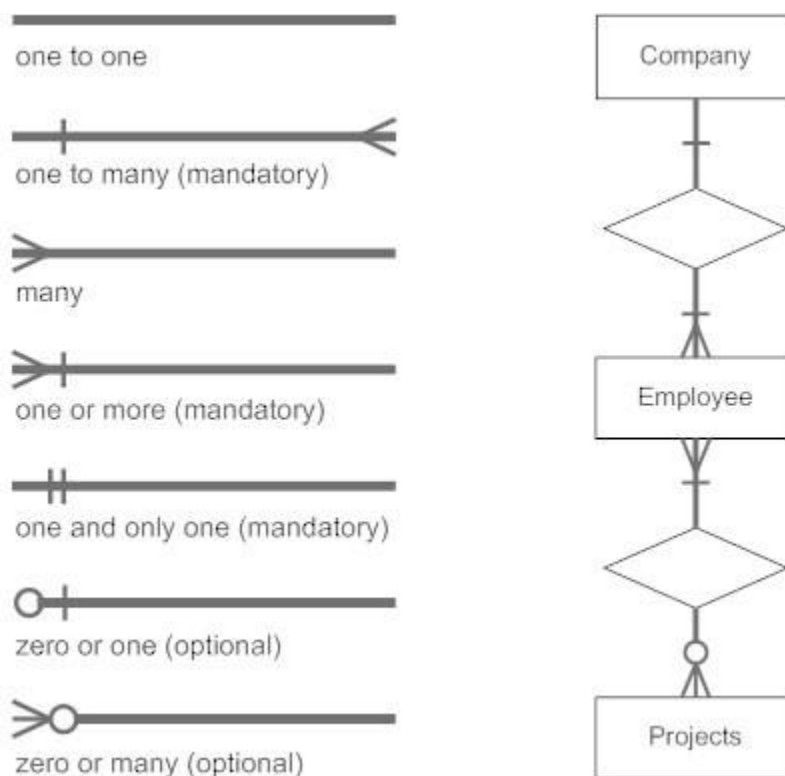 one to one
one to many (mandatory)
many
one or more (mandatory)
one and only one (mandatory)
zero or one (optional)
zero or many (optional)
Company
Employee
Projects